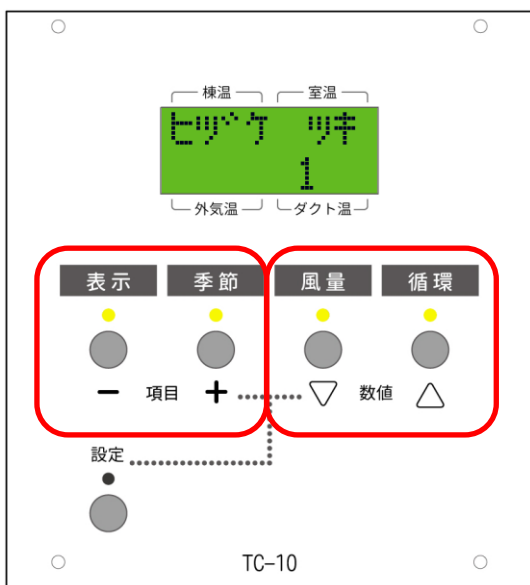 棟温 室温
ヒヅケ ツキ
1
外気温 ダクト温
表示 季節 風量 循環
− 項目 + ▽ 数値 △
設定
TC-10